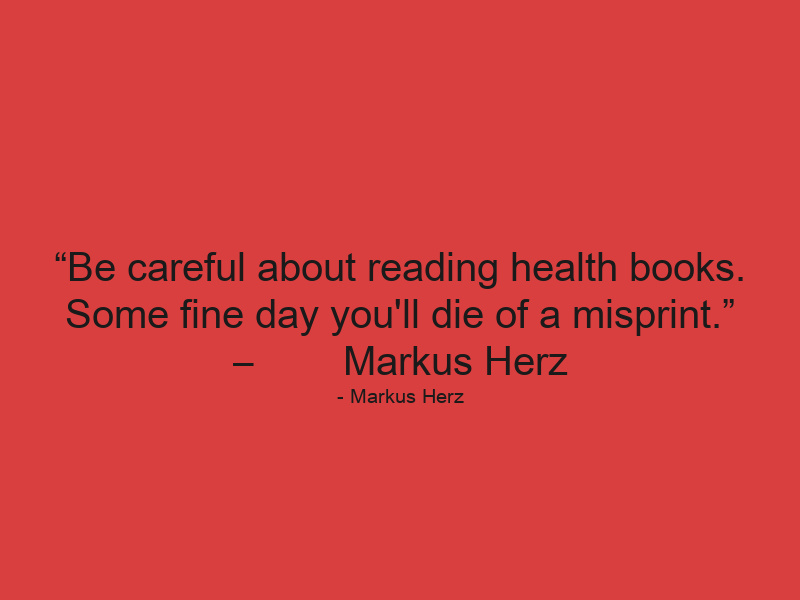 “Be careful about reading health books.
Some fine day you'll die of a misprint.”
– Markus Herz
- Markus Herz